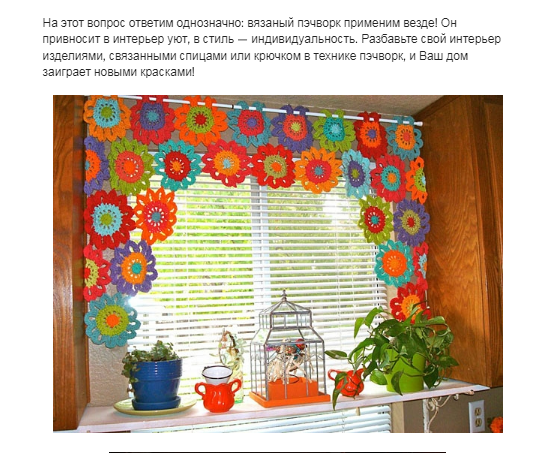 На этот вопрос ответим однозначно: вязаный пэчворк применим везде! Он
привносит в интерьер уют, в стиль — индивидуальность. Разбавьте свой интерьер
изделиями, связанными спицами или крючком в технике пэчворк, и Ваш дом
заиграет новыми красками!